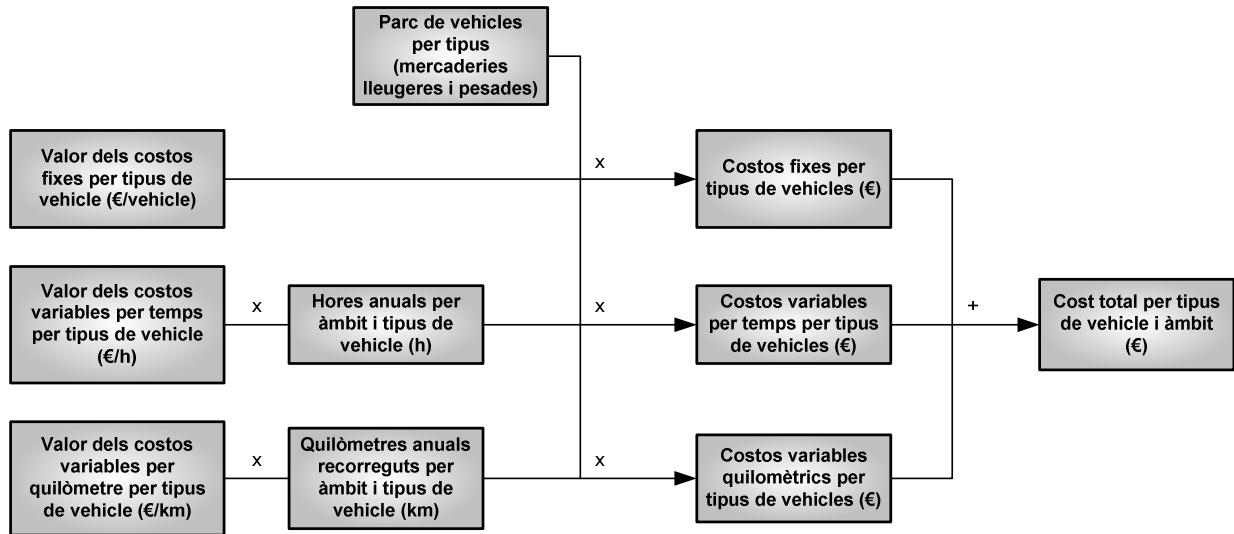 Parc de vehicles
per tipus
(mercaderies
lleugeres i pesades)
Valor dels costos
fixes per tipus de
vehicle (€/vehicle)
x
Costos fixes per
tipus de vehicles (€)
Valor dels costos
variables per temps
per tipus de vehicle
(€/h)
x
Hores anuals per
àmbit i tipus de
vehicle (h)
x
Costos variables
per temps per tipus
de vehicles (€)
+
Cost total per tipus
de vehicle i àmbit
(€)
Valor dels costos
variables per
quilòmetre per tipus
de vehicle (€/km)
x
Quilòmetres anuals
recorreguts per
àmbit i tipus de
vehicle (km)
x
Costos variables
quilomètrics per
tipus de vehicles (€)